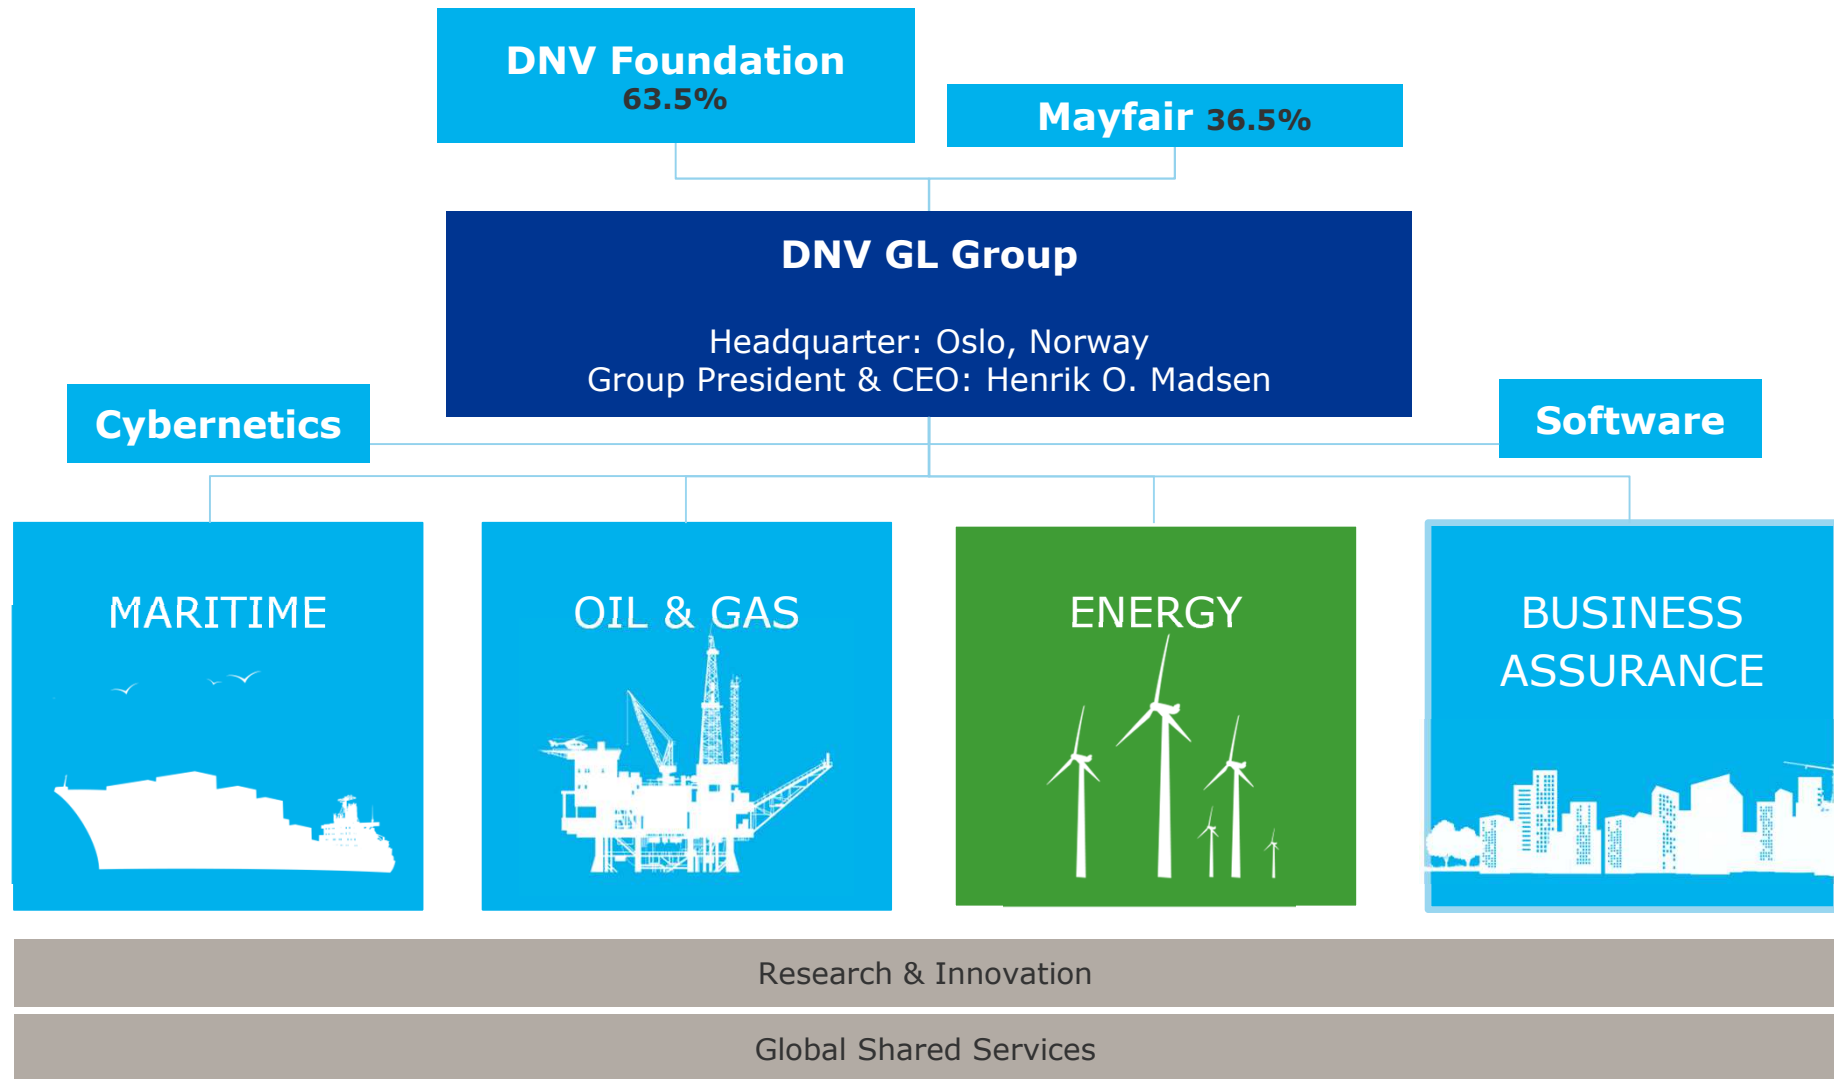 DNV Foundation
63.5%
Mayfair 36.5%
DNV GL Group
Headquarter: Oslo, Norway
Group President & CEO: Henrik O. Madsen
Cybernetics
Software
MARITIME
OIL & GAS
ENERGY
BUSINESS
ASSURANCE
Research & Innovation
Global Shared Services